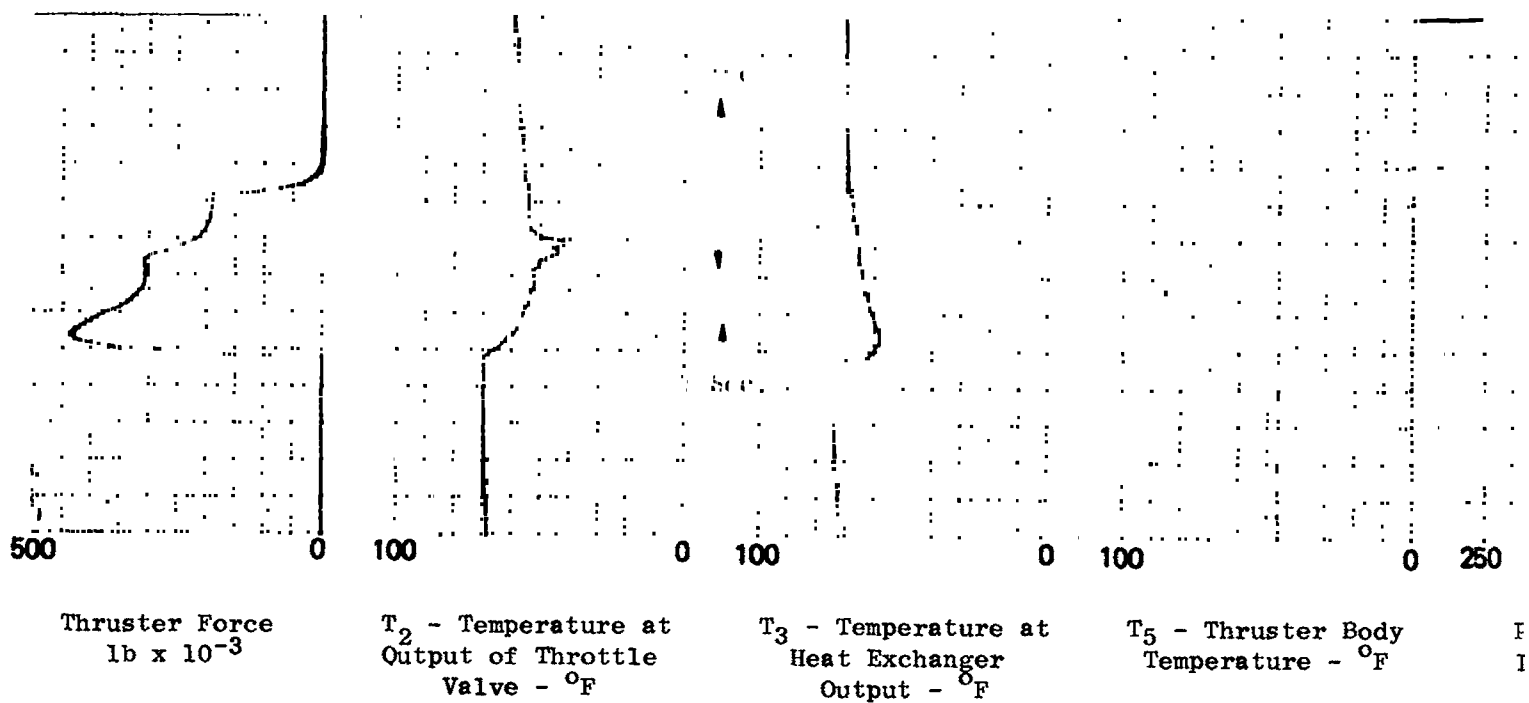 500 0 100 0 100 0 100 0 250
Thruster Force
lb x 10⁻³
T₂ - Temperature at
Output of Throttle
Valve - °F
T₃ - Temperature at
Heat Exchanger
Output - °F
T₅ - Thruster Body
Temperature - °F